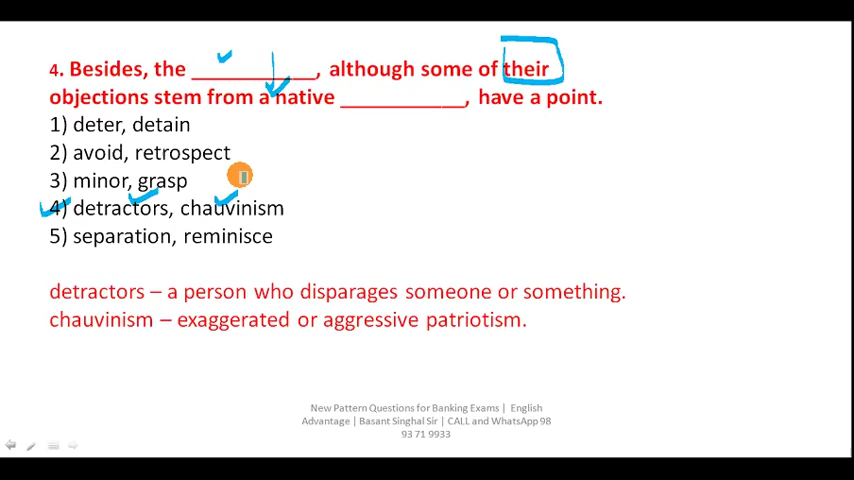 4. Besides, the ___________, although some of their
objections stem from a native ___________, have a point.
1) deter, detain
2) avoid, retrospect
3) minor, grasp
4) detractors, chauvinism
5) separation, reminisce
detractors – a person who disparages someone or something.
chauvinism – exaggerated or aggressive patriotism.
New Pattern Questions for Banking Exams | English
Advantage | Basant Singhal Sir | CALL and WhatsApp 98
93 71 9933